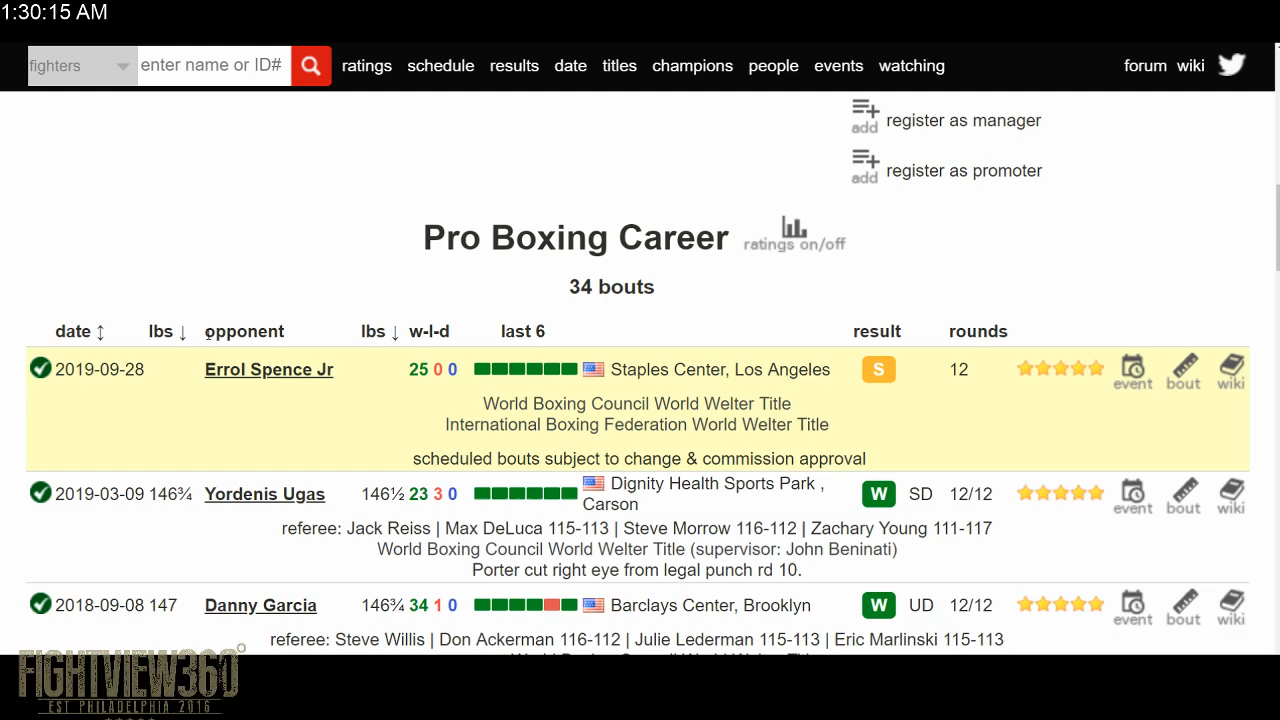 1:30:15 AM
fighters enter name or ID# ratings schedule results date titles champions people events watching forum wiki
add register as manager
add register as promoter
Pro Boxing Career ratings on/off
34 bouts
date ↕ lbs ↓ opponent lbs ↓ w-l-d last 6 result rounds
2019-09-28 Errol Spence Jr 25 0 0 Staples Center, Los Angeles S 12 event bout wiki
World Boxing Council World Welter Title
International Boxing Federation World Welter Title
scheduled bouts subject to change & commission approval
2019-03-09 146¾ Yordenis Ugas 146½ 23 3 0 Dignity Health Sports Park , Carson W SD 12/12 event bout wiki
referee: Jack Reiss | Max DeLuca 115-113 | Steve Morrow 116-112 | Zachary Young 111-117
World Boxing Council World Welter Title (supervisor: John Beninati)
Porter cut right eye from legal punch rd 10.
2018-09-08 147 Danny Garcia 146¾ 34 1 0 Barclays Center, Brooklyn W UD 12/12 event bout wiki
referee: Steve Willis | Don Ackerman 116-112 | Julie Lederman 115-113 | Eric Marlinski 115-113
FIGHTVIEW360°
EST PHILADELPHIA 2016